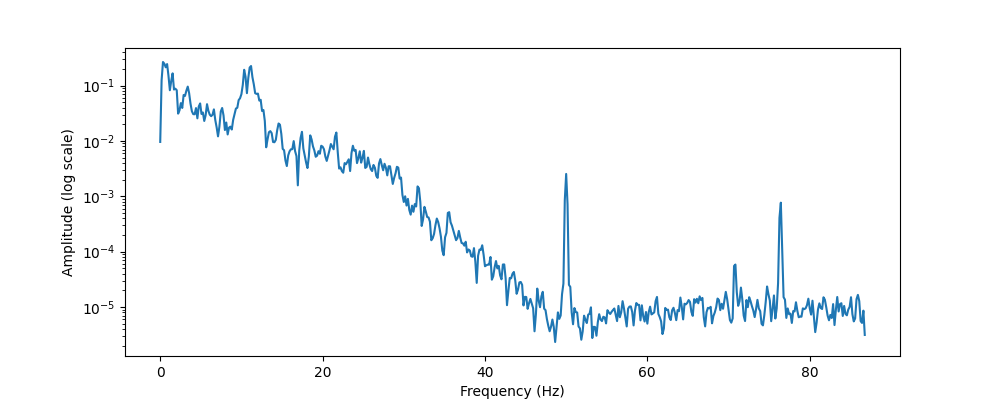 Amplitude (log scale)
10⁻¹
10⁻²
10⁻³
10⁻⁴
10⁻⁵
0 20 40 60 80
Frequency (Hz)